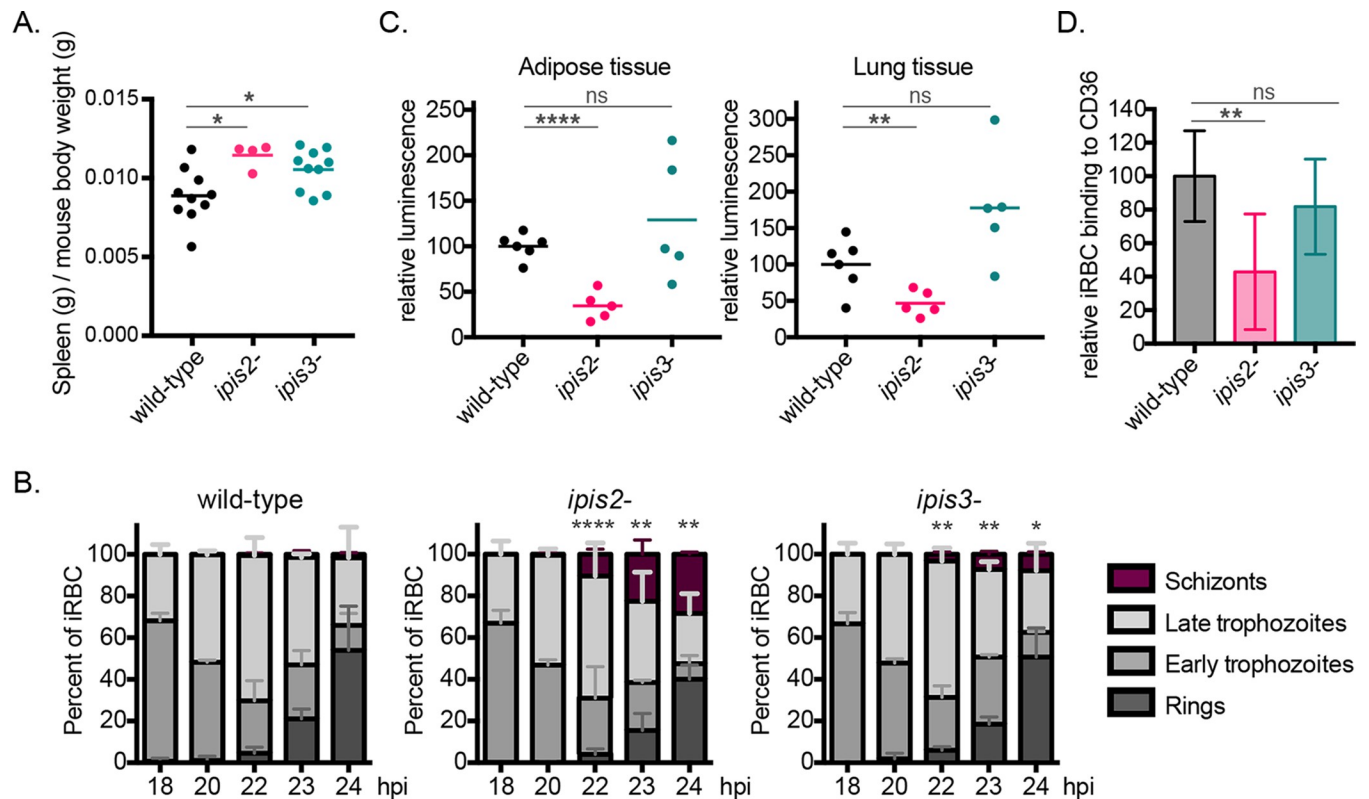 A.
Spleen (g) / mouse body weight (g)
0.015
0.010
0.005
0.000
*
*
wild-type
ipis2-
ipis3-
C.
Adipose tissue
relative luminescence
250
200
150
100
50
0
ns
****
wild-type
ipis2-
ipis3-
Lung tissue
relative luminescence
300
250
200
150
100
50
0
ns
**
wild-type
ipis2-
ipis3-
D.
relative iRBC binding to CD36
140
120
100
80
60
40
20
0
ns
**
wild-type
ipis2-
ipis3-
B.
wild-type
Percent of iRBC
100
80
60
40
20
0
18 20 22 23 24 hpi
ipis2-
Percent of iRBC
100
80
60
40
20
0
**** ** **
18 20 22 23 24 hpi
ipis3-
Percent of iRBC
100
80
60
40
20
0
** ** *
18 20 22 23 24 hpi
Schizonts
Late trophozoites
Early trophozoites
Rings